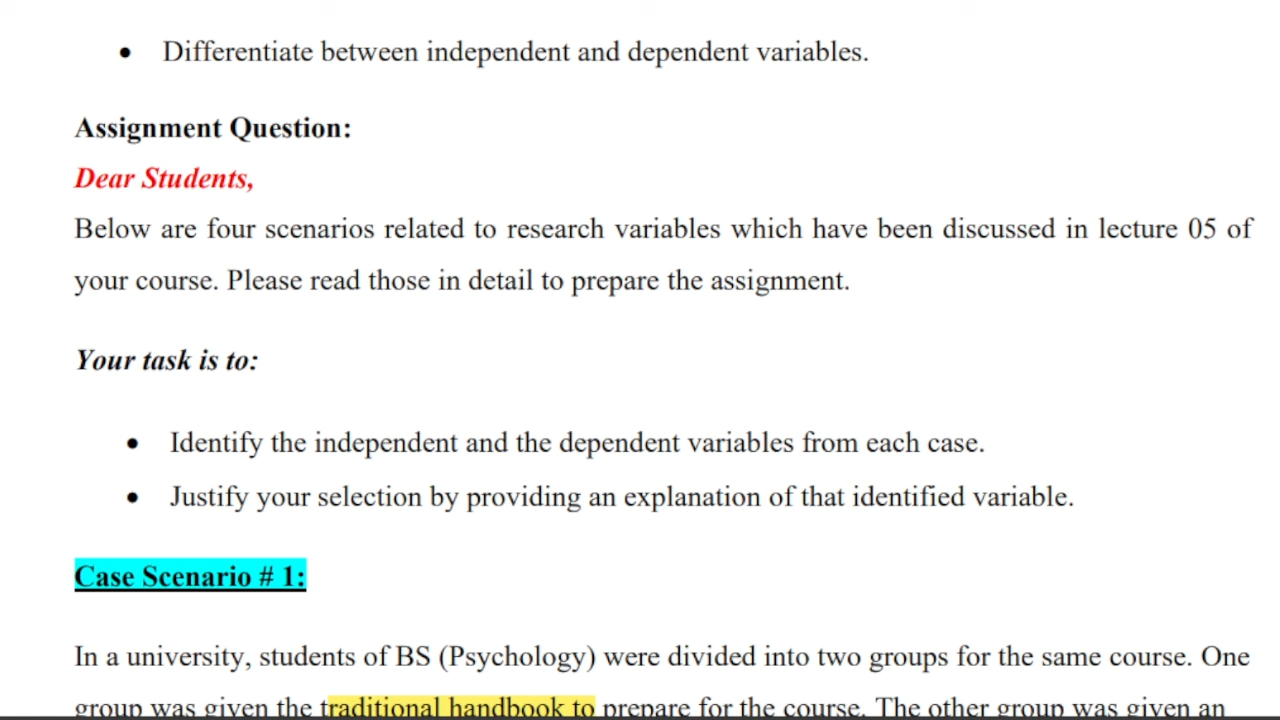 • Differentiate between independent and dependent variables.
Assignment Question:
Dear Students,
Below are four scenarios related to research variables which have been discussed in lecture 05 of
your course. Please read those in detail to prepare the assignment.
Your task is to:
• Identify the independent and the dependent variables from each case.
• Justify your selection by providing an explanation of that identified variable.
Case Scenario # 1:
In a university, students of BS (Psychology) were divided into two groups for the same course. One
group was given the traditional handbook to prepare for the course. The other group was given an